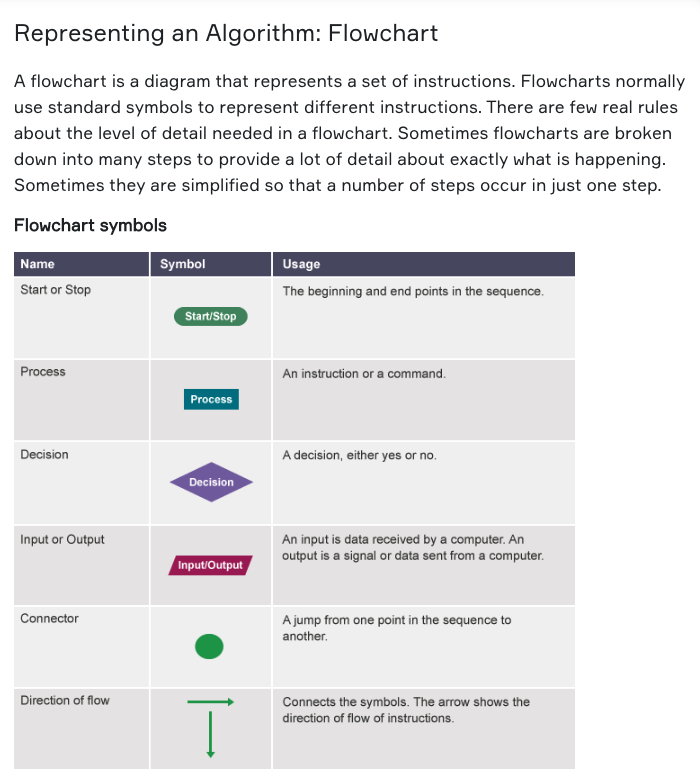 Representing an Algorithm: Flowchart
A flowchart is a diagram that represents a set of instructions. Flowcharts normally
use standard symbols to represent different instructions. There are few real rules
about the level of detail needed in a flowchart. Sometimes flowcharts are broken
down into many steps to provide a lot of detail about exactly what is happening.
Sometimes they are simplified so that a number of steps occur in just one step.
Flowchart symbols
Name Symbol Usage
Start or Stop
The beginning and end points in the sequence.
Start/Stop
Process
An instruction or a command.
Process
Decision
A decision, either yes or no.
Decision
Input or Output
An input is data received by a computer. An
output is a signal or data sent from a computer.
Input/Output
Connector
A jump from one point in the sequence to
another.
Direction of flow
Connects the symbols. The arrow shows the
direction of flow of instructions.